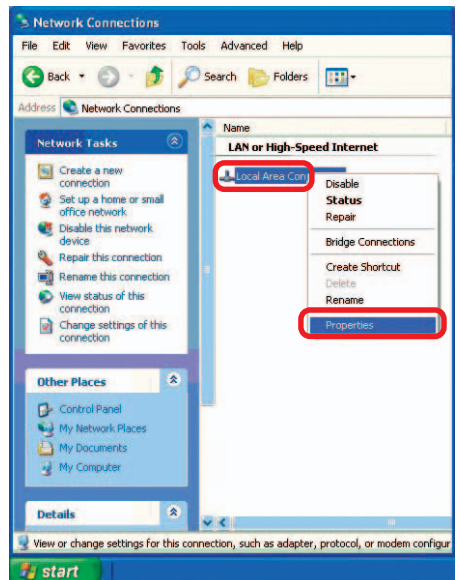 Network Connections
File Edit View Favorites Tools Advanced Help
Back Search Folders
Address Network Connections
Network Tasks
Create a new
connection
Set up a home or small
office network
Disable this network
device
Repair this connection
Rename this connection
View status of this
connection
Change settings of this
connection
Other Places
Control Panel
My Network Places
My Documents
My Computer
Details
Name
LAN or High-Speed Internet
Local Area Con
Disable
Status
Repair
Bridge Connections
Create Shortcut
Delete
Rename
Properties
View or change settings for this connection, such as adapter, protocol, or modem configur
start